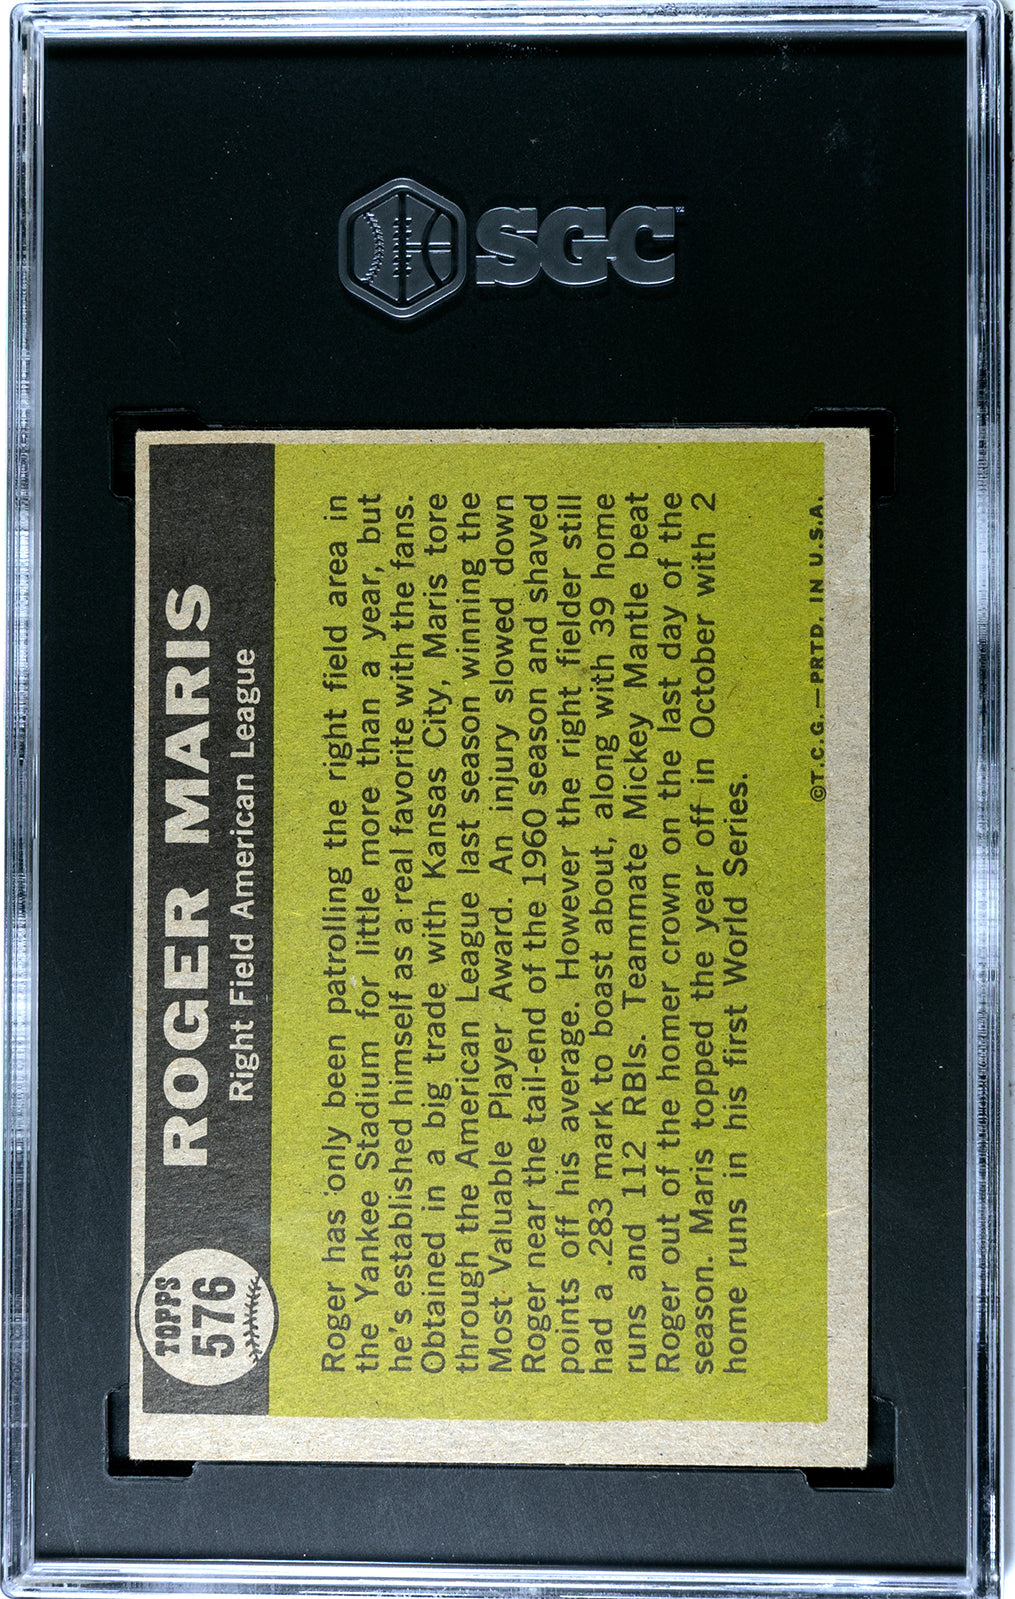 SGC™
TOPPS
576
ROGER MARIS
Right Field American League
Roger has only been patrolling the right field area in
the Yankee Stadium for little more than a year, but
he's established himself as a real favorite with the fans.
Obtained in a big trade with Kansas City, Maris tore
through the American League last season winning the
Most Valuable Player Award. An injury slowed down
Roger near the tail-end of the 1960 season and shaved
points off his average. However the right fielder still
had a .283 mark to boast about, along with 39 home
runs and 112 RBIs. Teammate Mickey Mantle beat
Roger out of the homer crown on the last day of the
season. Maris topped the year off in October with 2
home runs in his first World Series.
©T.C.G.—PRTD. IN U.S.A.